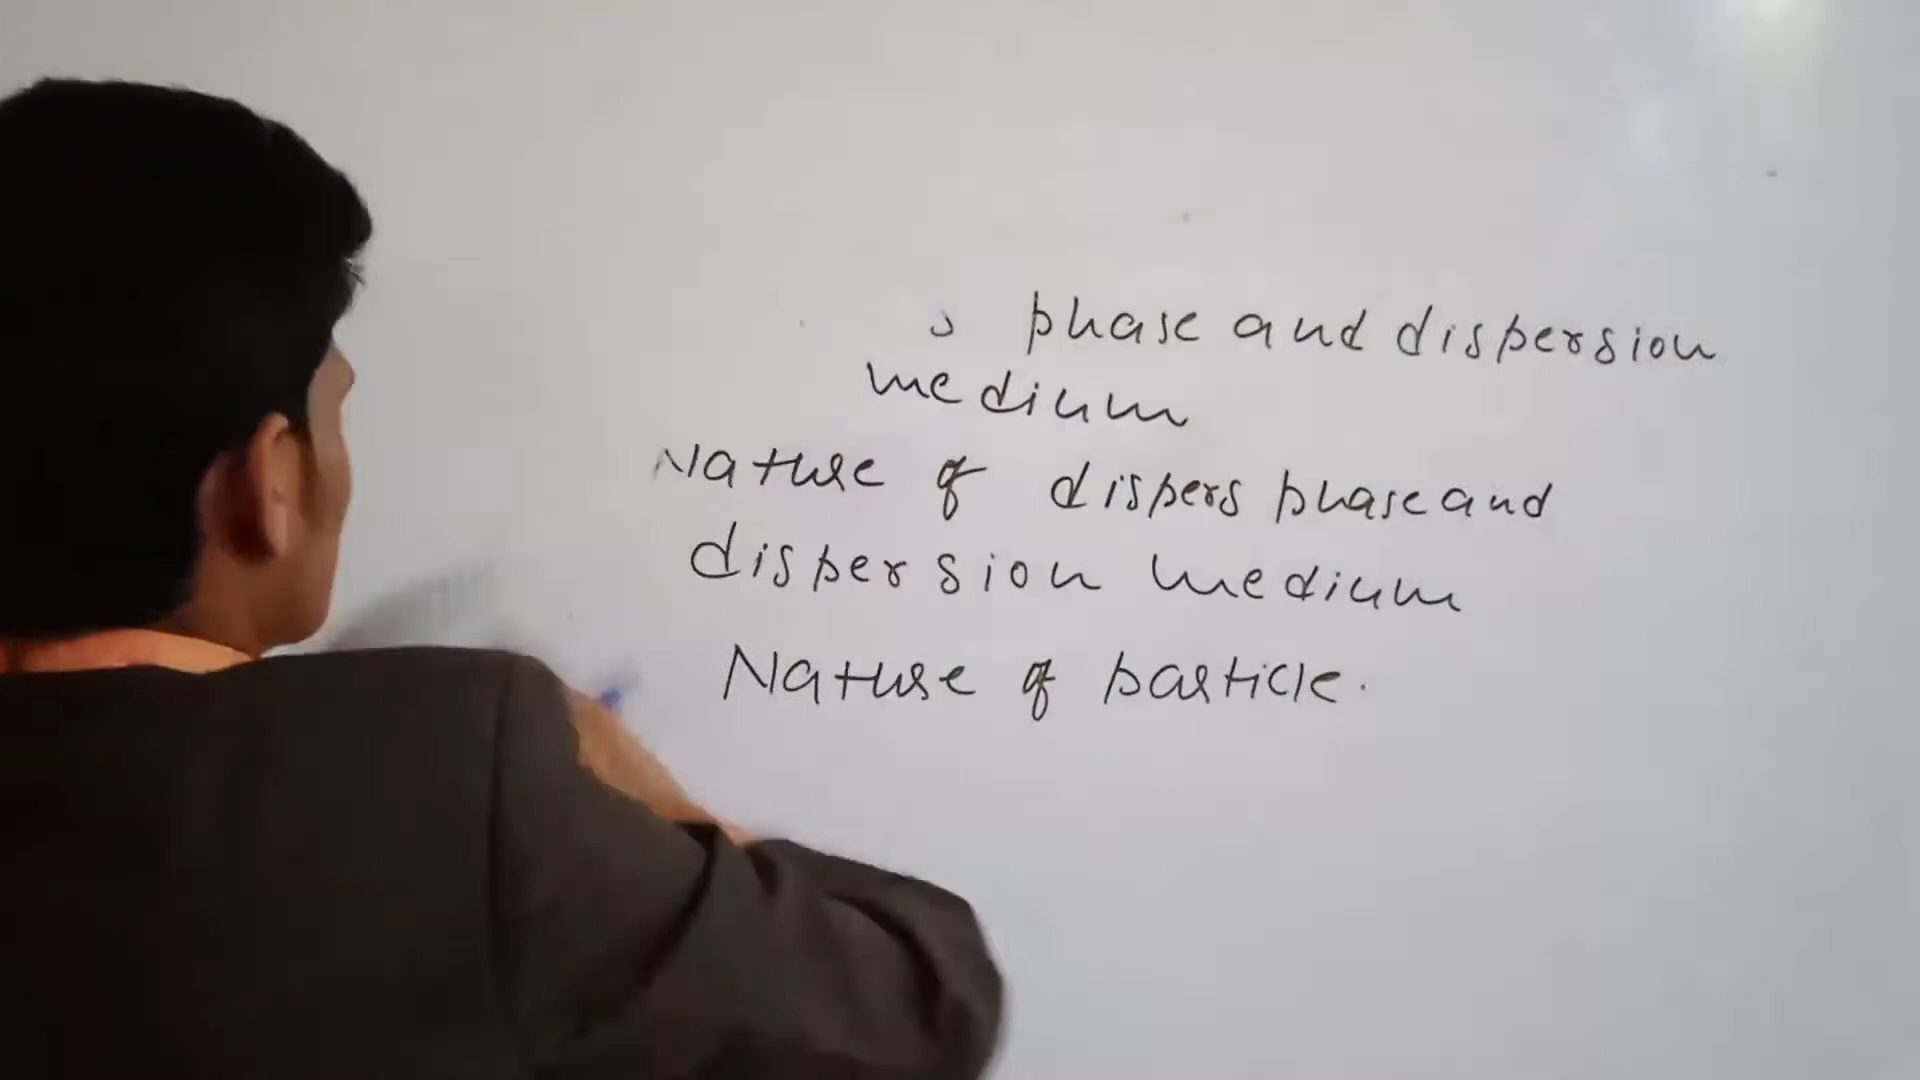 phase and dispersion
medium
Nature of dispers phase and
dispersion medium
Nature of particle.